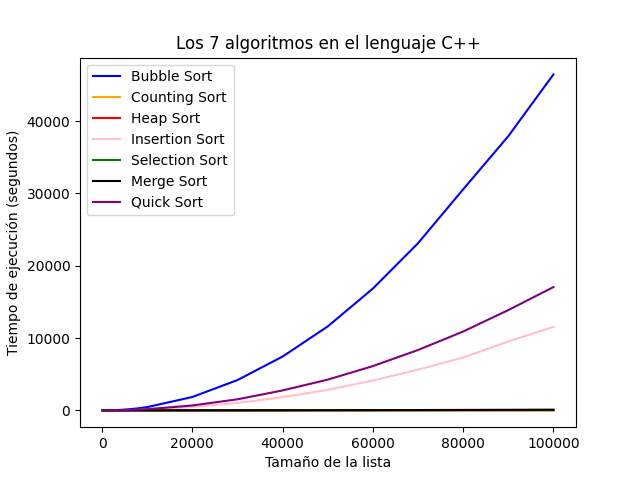 Los 7 algoritmos en el lenguaje C++
Bubble Sort
Counting Sort
Heap Sort
Insertion Sort
Selection Sort
Merge Sort
Quick Sort
Tiempo de ejecución (segundos)
40000
30000
20000
10000
0
0 20000 40000 60000 80000 100000
Tamaño de la lista